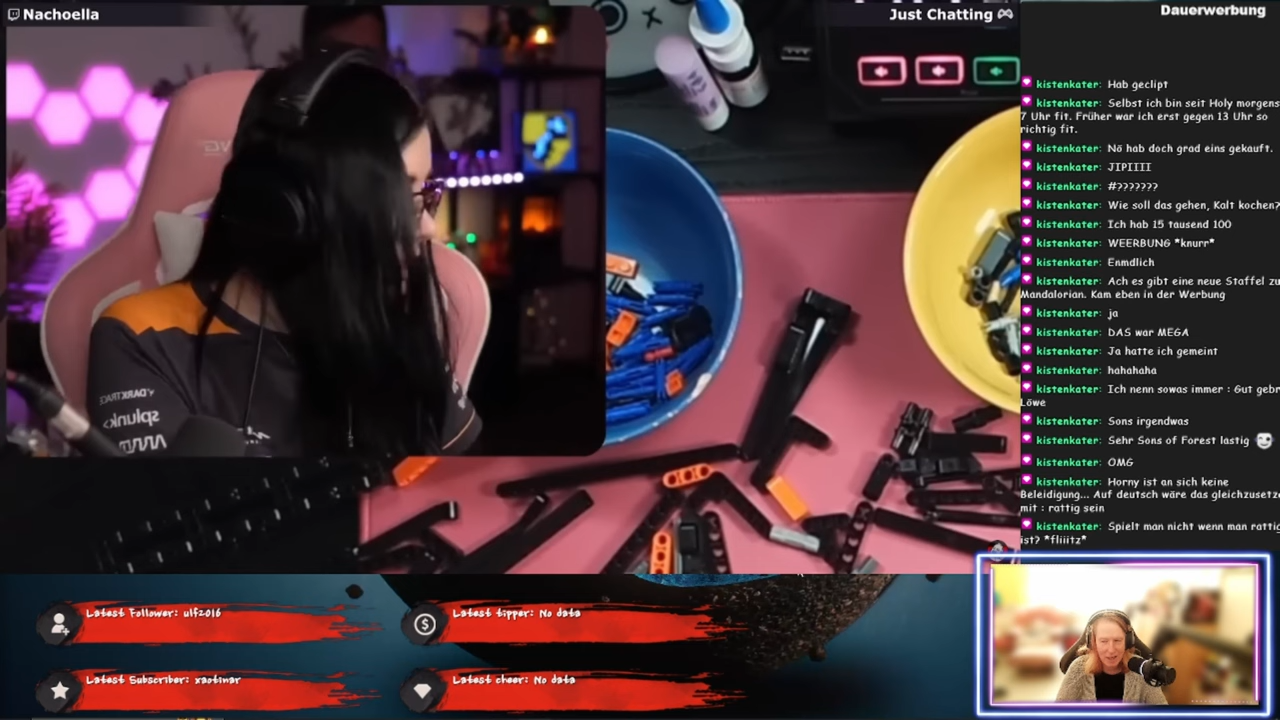 Nachoella
Just Chatting
Dauerwerbung
kistenkater: Hab geclipt
kistenkater: Selbst ich bin seit Holy morgens
7 Uhr fit. Früher war ich erst gegen 13 Uhr so
richtig fit.
kistenkater: Nö hab doch grad eins gekauft.
kistenkater: JIPIIII
kistenkater: #???????
kistenkater: Wie soll das gehen, Kalt kochen?
kistenkater: Ich hab 15 tausend 100
kistenkater: WEERBUNG *knurr*
kistenkater: Enmdlich
kistenkater: Ach es gibt eine neue Staffel zu
Mandalorian. Kam eben in der Werbung
kistenkater: ja
kistenkater: DAS war MEGA
kistenkater: Ja hatte ich gemeint
kistenkater: hahahaha
kistenkater: Ich nenn sowas immer : Gut gebr
Löwe
kistenkater: Sons irgendwas
kistenkater: Sehr Sons of Forest lastig
kistenkater: OMG
kistenkater: Horny ist an sich keine
Beleidigung... Auf deutsch wäre das gleichzusetze
mit : rattig sein
kistenkater: Spielt man nicht wenn man rattig
ist? *fliiitz*
DARKTRACE
splunk>
Latest Follower: ulf2016
Latest tipper: No data
Latest Subscriber: xaotinar
Latest cheer: No data